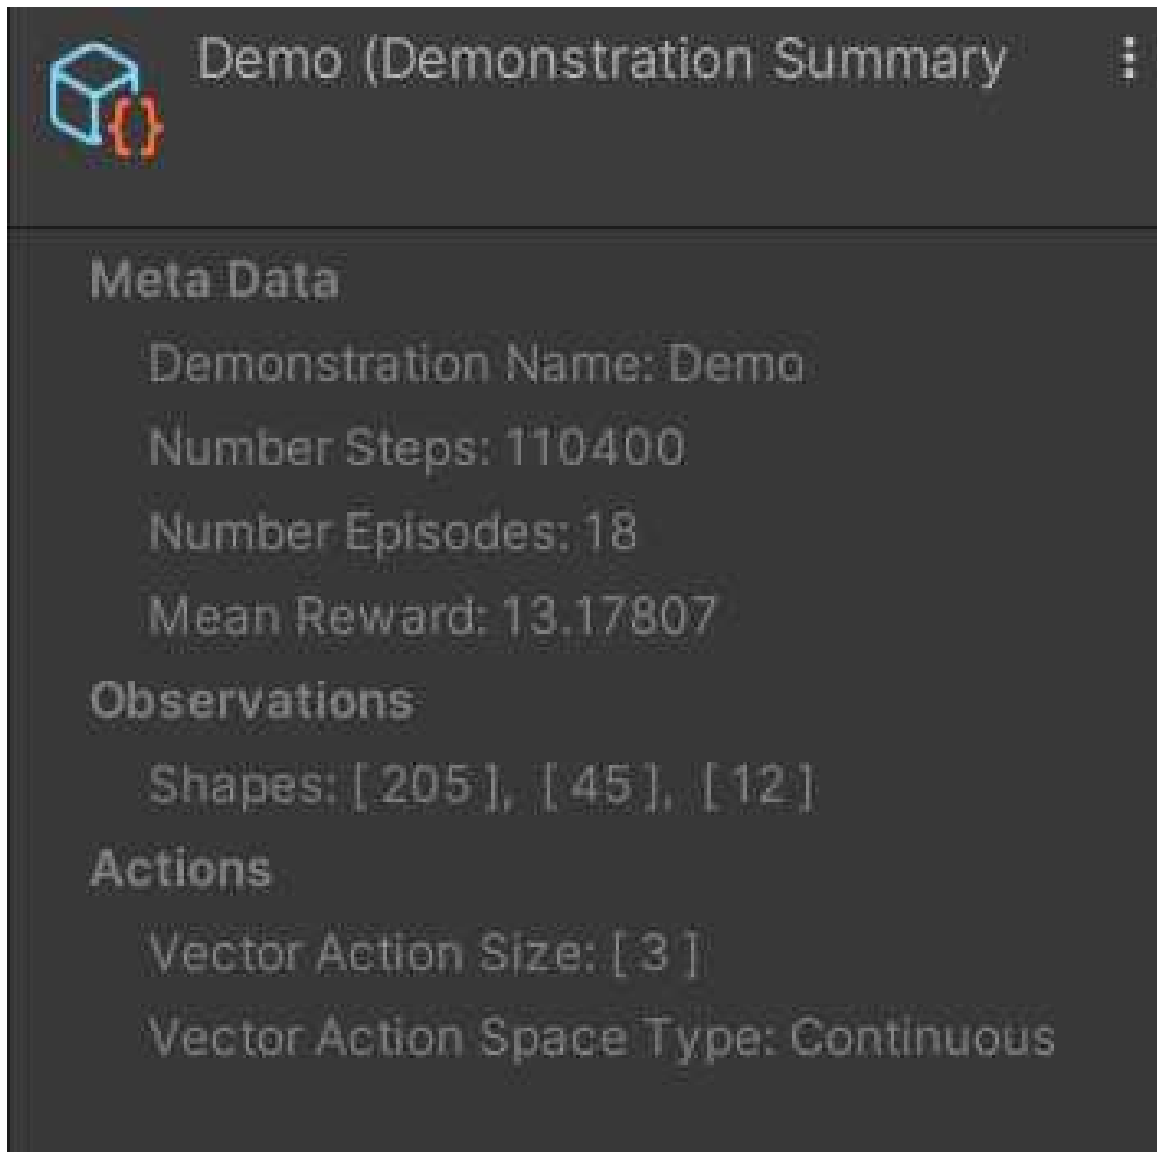 Demo (Demonstration Summary
Meta Data
Demonstration Name: Demo
Number Steps: 110400
Number Episodes: 18
Mean Reward: 13.17807
Observations
Shapes: [ 205 ], [ 45 ], [ 12 ]
Actions
Vector Action Size: [ 3 ]
Vector Action Space Type: Continuous